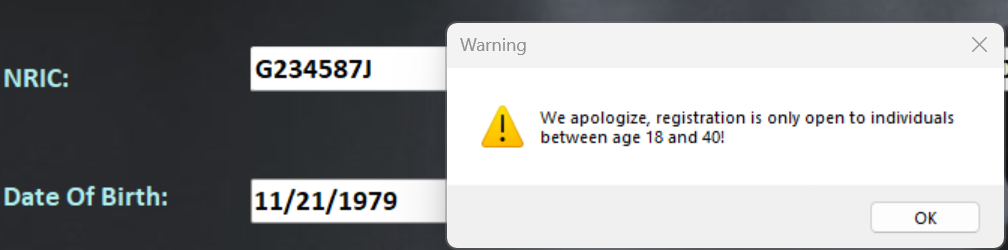 Warning
NRIC:
G234587J
We apologize, registration is only open to individuals
between age 18 and 40!
Date Of Birth:
11/21/1979
OK